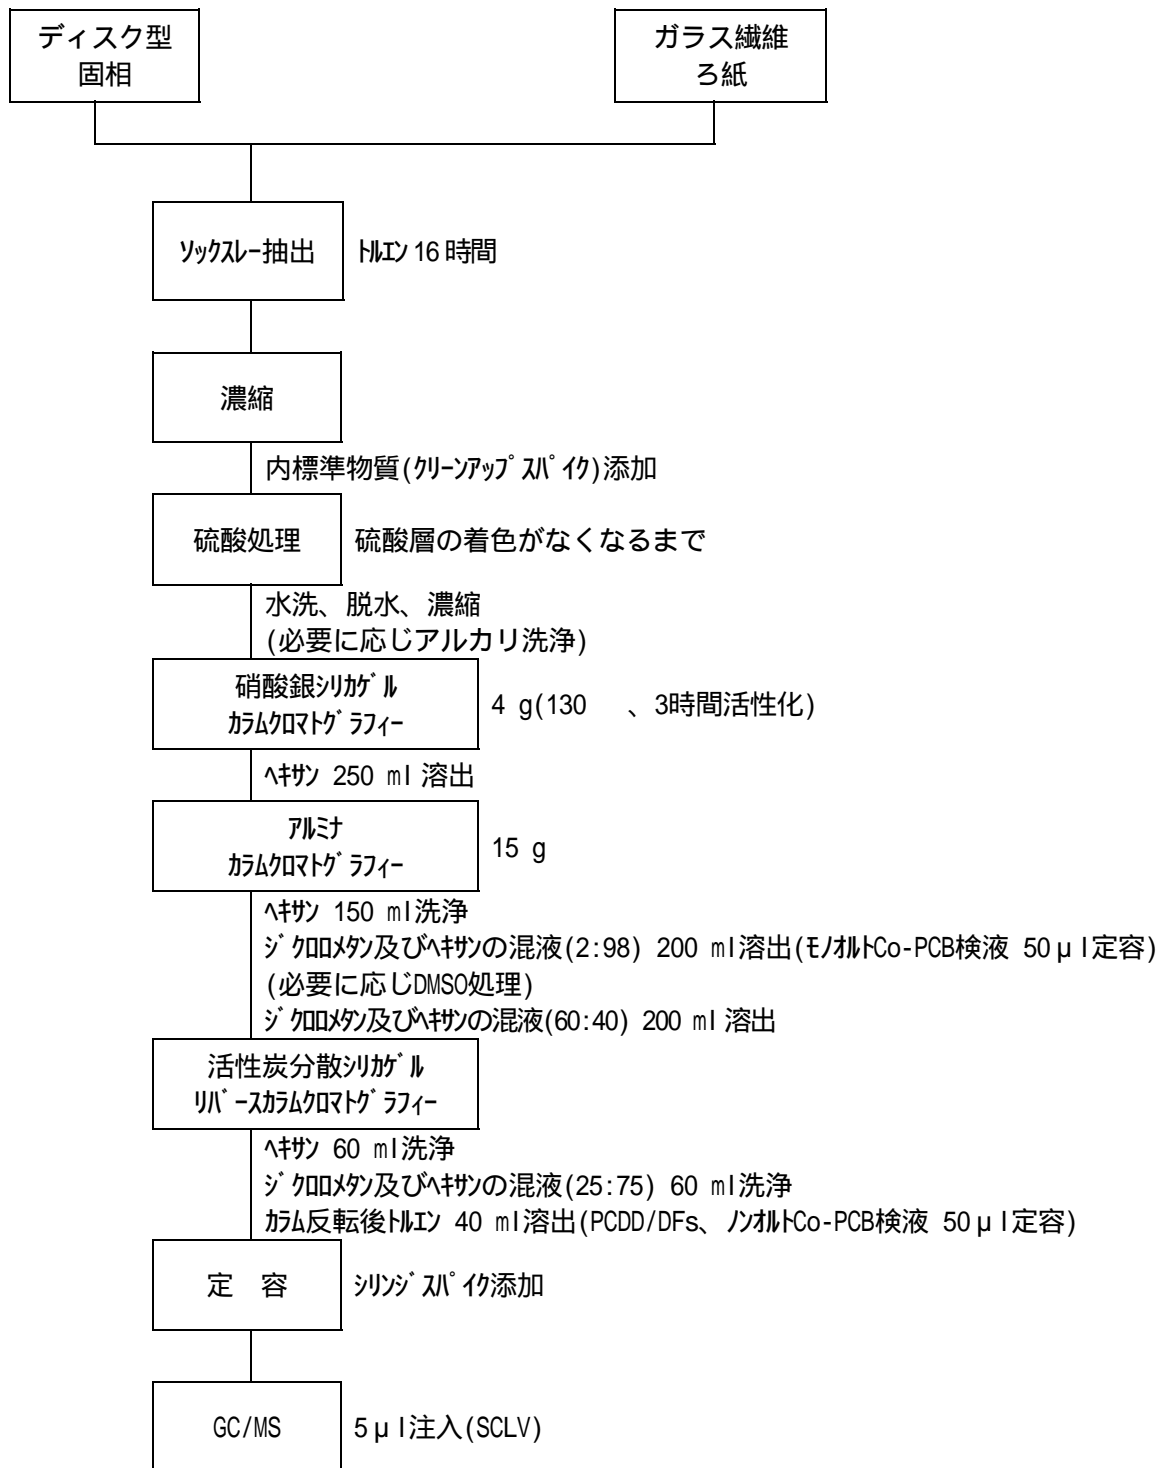 ディスク型
固相
ガラス繊維
ろ紙
ソックスレー抽出
トルエン 16 時間
濃縮
内標準物質(クリーンアップスパイク)添加
硫酸処理
硫酸層の着色がなくなるまで
水洗、脱水、濃縮
(必要に応じアルカリ洗浄)
硝酸銀シリカゲル
カラムクロマトグラフィー
4 g(130 、3時間活性化)
ヘキサン 250 ml 溶出
アルミナ
カラムクロマトグラフィー
15 g
ヘキサン 150 ml洗浄
ジクロロメタン及びヘキサンの混液(2:98) 200 ml溶出(モノオルトCo-PCB検液 50μl定容)
(必要に応じDMSO処理)
ジクロロメタン及びヘキサンの混液(60:40) 200 ml 溶出
活性炭分散シリカゲル
リバースカラムクロマトグラフィー
ヘキサン 60 ml洗浄
ジクロロメタン及びヘキサンの混液(25:75) 60 ml洗浄
カラム反転後トルエン 40 ml溶出(PCDD/DFs、ノンオルトCo-PCB検液 50μl定容)
定 容
シリンジスパイク添加
GC/MS
5μl注入(SCLV)